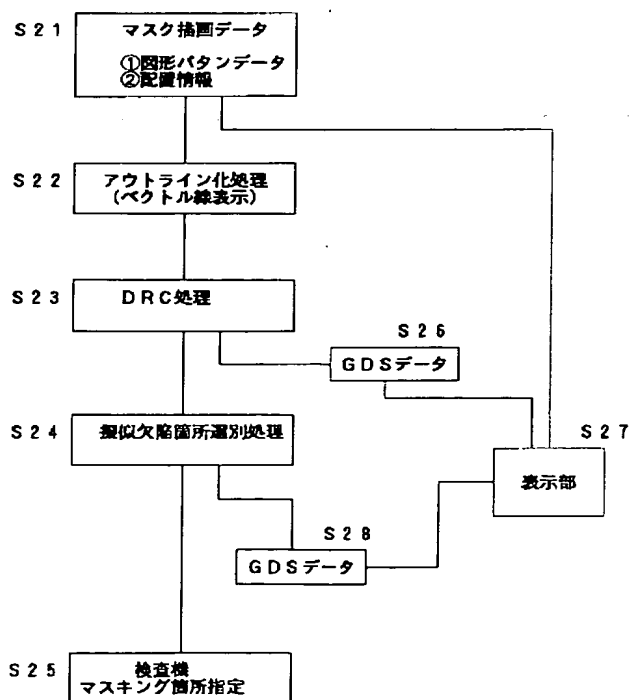 S21
マスク描画データ
①図形パタンデータ
②配置情報
S22
アウトライン化処理
(ベクトル線表示)
S23
DRC処理
S26
GDSデータ
S24
擬似欠陥箇所選別処理
S27
表示部
S28
GDSデータ
S25
検査機
マスキング箇所指定